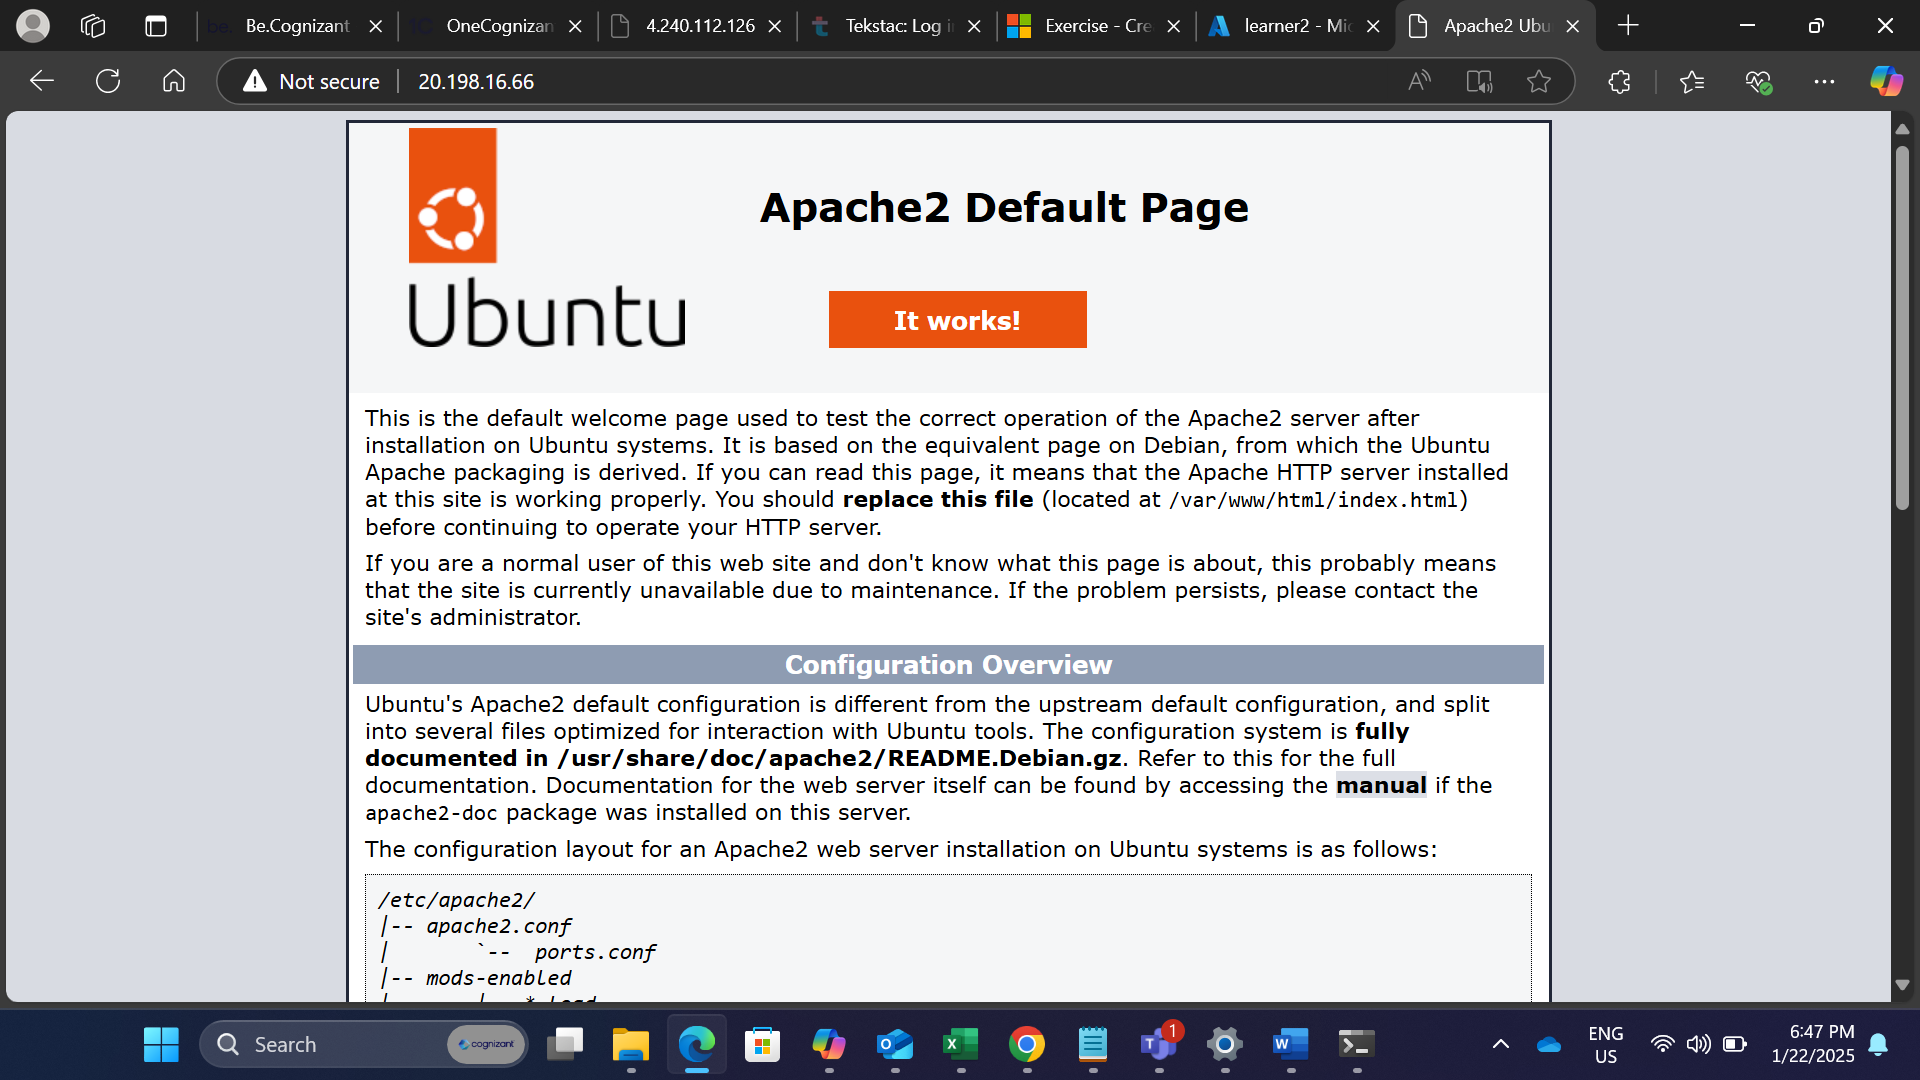 Be.Cognizant
OneCognizan
4.240.112.126
Tekstac: Log i
Exercise - Cre
learner2 - Mic
Apache2 Ubu
Not secure
20.198.16.66
Ubuntu
Apache2 Default Page
It works!
This is the default welcome page used to test the correct operation of the Apache2 server after
installation on Ubuntu systems. It is based on the equivalent page on Debian, from which the Ubuntu
Apache packaging is derived. If you can read this page, it means that the Apache HTTP server installed
at this site is working properly. You should replace this file (located at /var/www/html/index.html)
before continuing to operate your HTTP server.
If you are a normal user of this web site and don't know what this page is about, this probably means
that the site is currently unavailable due to maintenance. If the problem persists, please contact the
site's administrator.
Configuration Overview
Ubuntu's Apache2 default configuration is different from the upstream default configuration, and split
into several files optimized for interaction with Ubuntu tools. The configuration system is fully
documented in /usr/share/doc/apache2/README.Debian.gz. Refer to this for the full
documentation. Documentation for the web server itself can be found by accessing the manual if the
apache2-doc package was installed on this server.
The configuration layout for an Apache2 web server installation on Ubuntu systems is as follows:
/etc/apache2/
|-- apache2.conf
|       `--  ports.conf
|-- mods-enabled
Search
cognizant
1
ENG
US
6:47 PM
1/22/2025